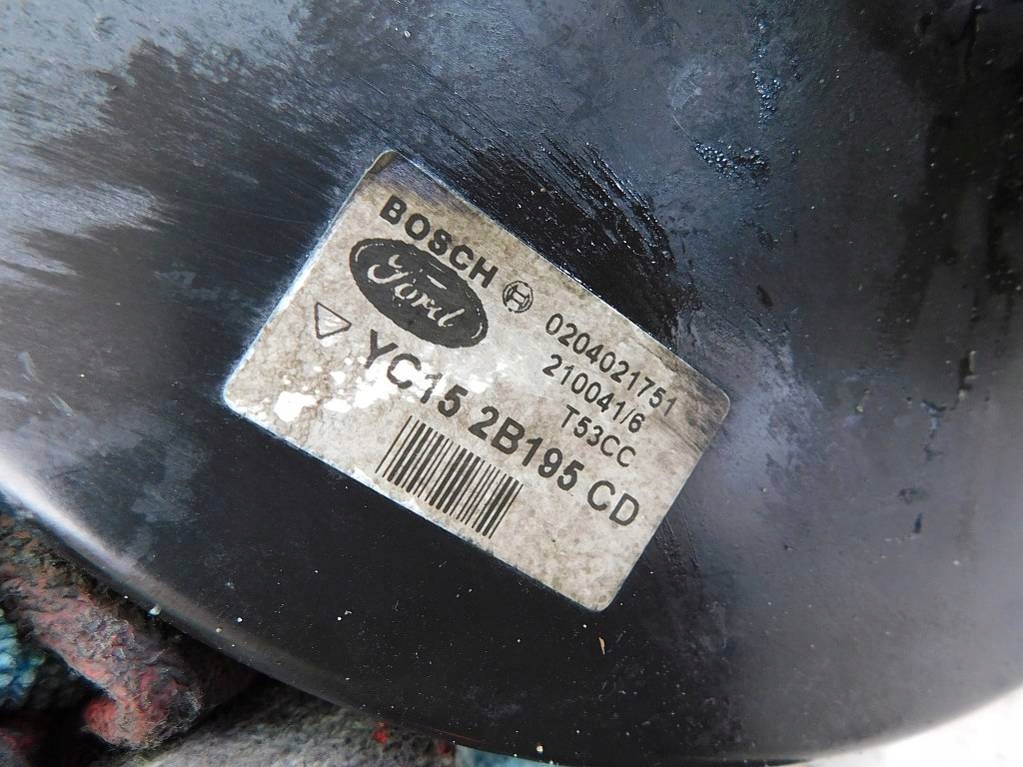 BOSCH
Ford
0204021751
210041/6
T53CC
YC15 2B195 CD